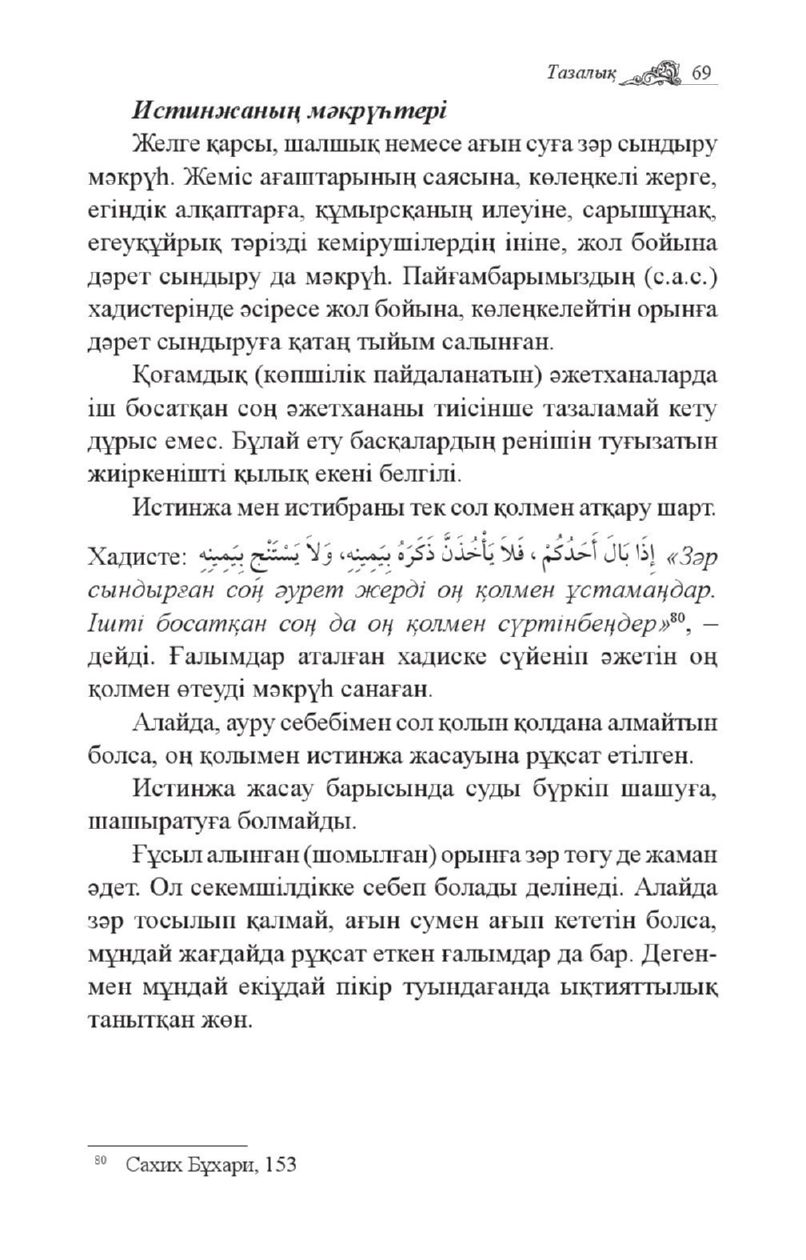 Тазалық 69
Истинжаның мәкрүһтері
Желге қарсы, шалшық немесе ағын суға зәр сындыру
мәкрүһ. Жеміс ағаштарының саясына, көлеңкелі жерге,
егіндік алқаптарға, құмырсқаның илеуіне, сарышұнақ,
егеуқұйрық тәрізді кемірушілердің ініне, жол бойына
дәрет сындыру да мәкрүһ. Пайғамбарымыздың (с.а.с.)
хадистерінде әсіресе жол бойына, көлеңкелейтін орынға
дәрет сындыруға қатаң тыйым салынған.
Қоғамдық (көпшілік пайдаланатын) әжетханаларда
іш босатқан соң әжетхананы тиісінше тазаламай кету
дұрыс емес. Бұлай ету басқалардың ренішін туғызатын
жиіркенішті қылық екені белгілі.
Истинжа мен истибраны тек сол қолмен атқару шарт.
Хадисте: إِذَا بَالَ أَحَدُكُمْ ، فَلاَ يَأْخُذَنَّ ذَكَرَهُ بِيَمِينِهِ، وَلاَ يَسْتَنْجِ بِيَمِينِهِ «Зәр
сындырған соң әурет жерді оң қолмен ұстамаңдар.
Ішті босатқан соң да оң қолмен сүртінбеңдер»⁸⁰, –
дейді. Ғалымдар аталған хадиске сүйеніп әжетін оң
қолмен өтеуді мәкрүһ санаған.
Алайда, ауру себебімен сол қолын қолдана алмайтын
болса, оң қолымен истинжа жасауына рұқсат етілген.
Истинжа жасау барысында суды бүркіп шашуға,
шашыратуға болмайды.
Ғұсыл алынған (шомылған) орынға зәр төгу де жаман
әдет. Ол секемшілдікке себеп болады делінеді. Алайда
зәр тосылып қалмай, ағын сумен ағып кететін болса,
мұндай жағдайда рұқсат еткен ғалымдар да бар. Деген-
мен мұндай екіұдай пікір туындағанда ықтияттылық
танытқан жөн.
⁸⁰ Сахих Бұхари, 153